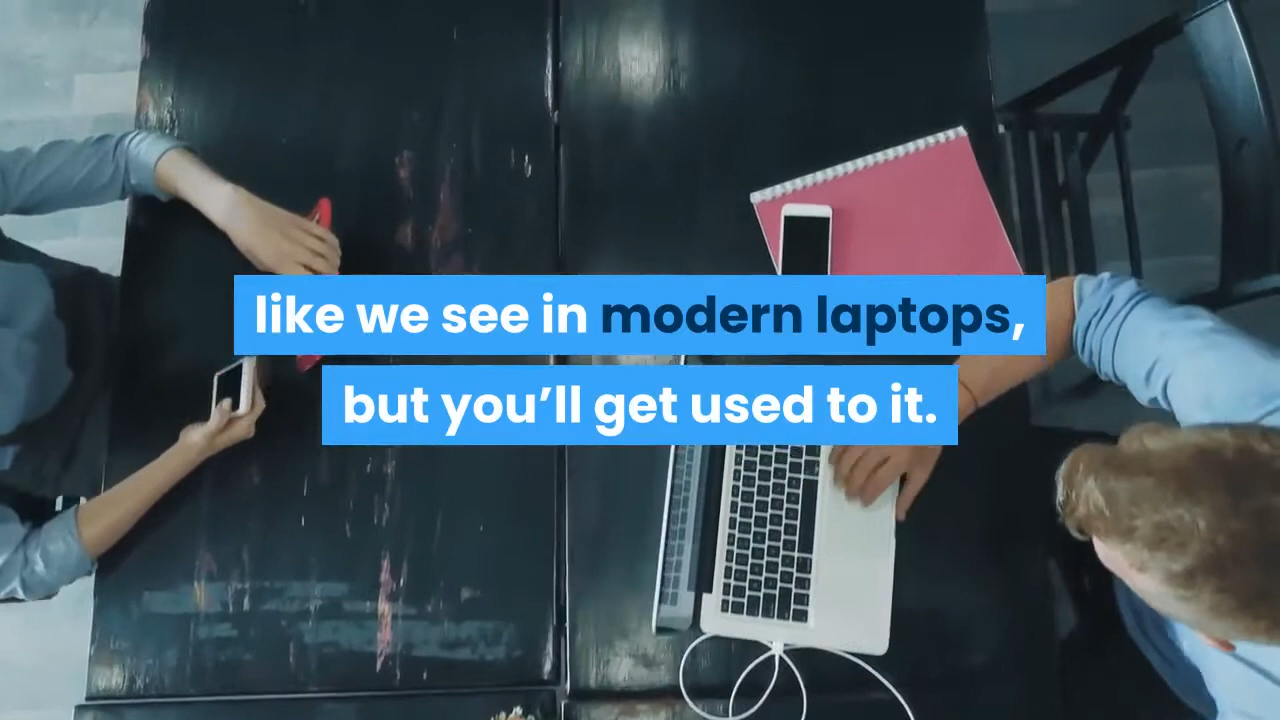 like we see in modern laptops,
but you’ll get used to it.